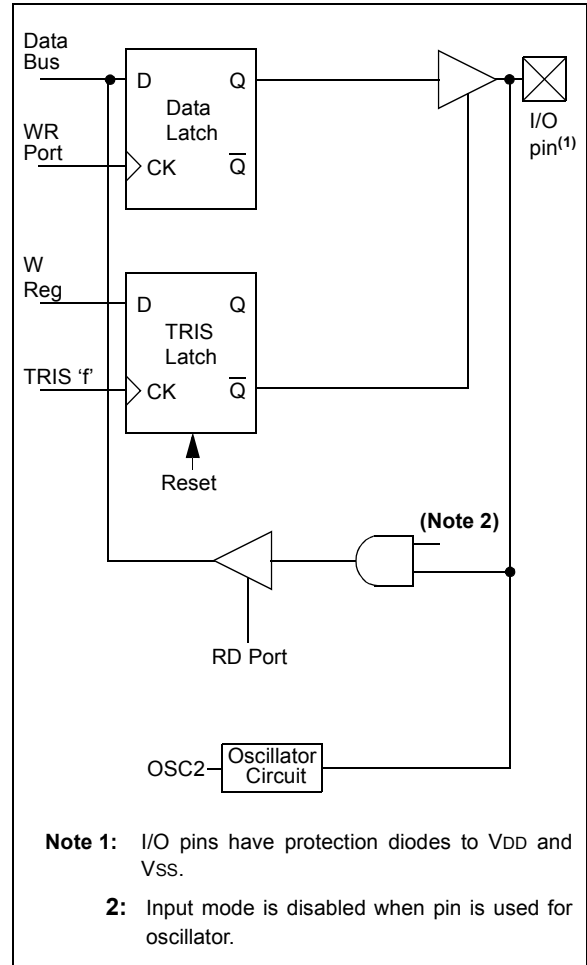 Data
Bus
D Q
Data
Latch
WR
Port
CK Q̅
I/O
pin(1)
W
Reg
D Q
TRIS
Latch
TRIS ‘f’
CK Q̅
Reset
(Note 2)
RD Port
OSC2
Oscillator
Circuit
Note 1: I/O pins have protection diodes to VDD and
VSS.
2: Input mode is disabled when pin is used for
oscillator.